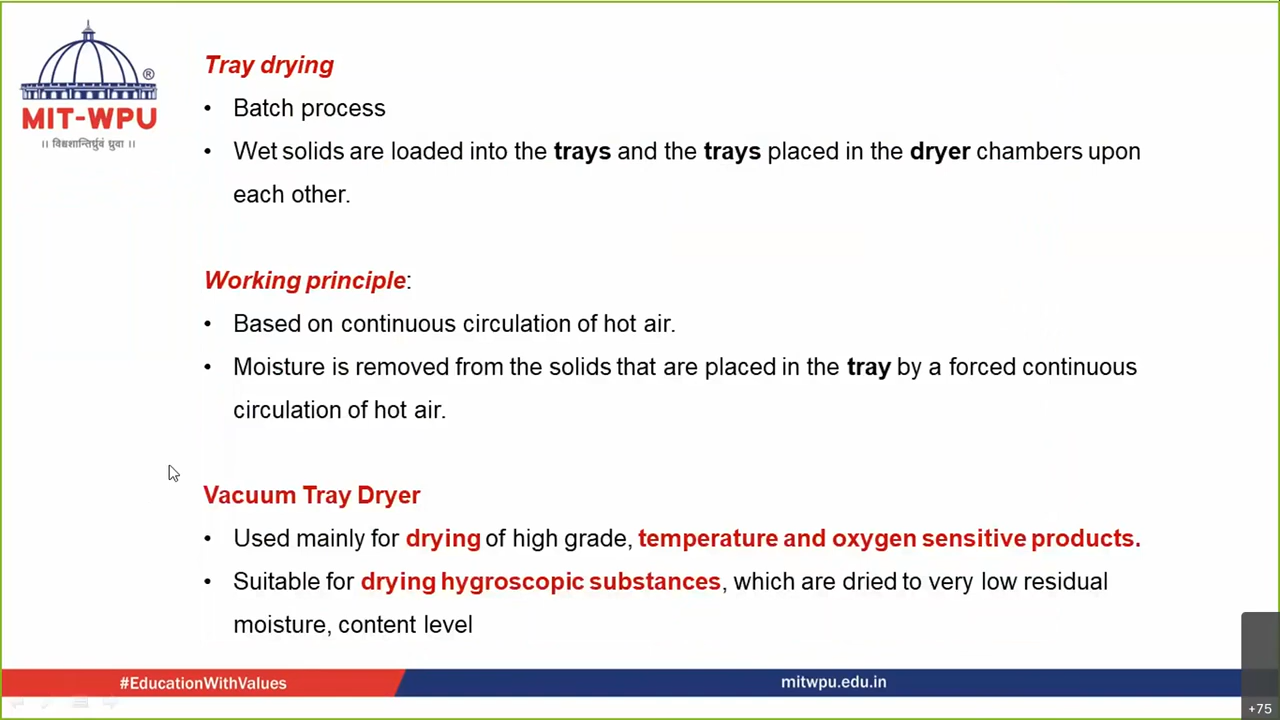 MIT-WPU
®
।। विश्वशान्तिर्ध्रुवं ध्रुवा ।।
Tray drying
• Batch process
• Wet solids are loaded into the trays and the trays placed in the dryer chambers upon
each other.
Working principle:
• Based on continuous circulation of hot air.
• Moisture is removed from the solids that are placed in the tray by a forced continuous
circulation of hot air.
Vacuum Tray Dryer
• Used mainly for drying of high grade, temperature and oxygen sensitive products.
• Suitable for drying hygroscopic substances, which are dried to very low residual
moisture, content level
#EducationWithValues
mitwpu.edu.in
+75